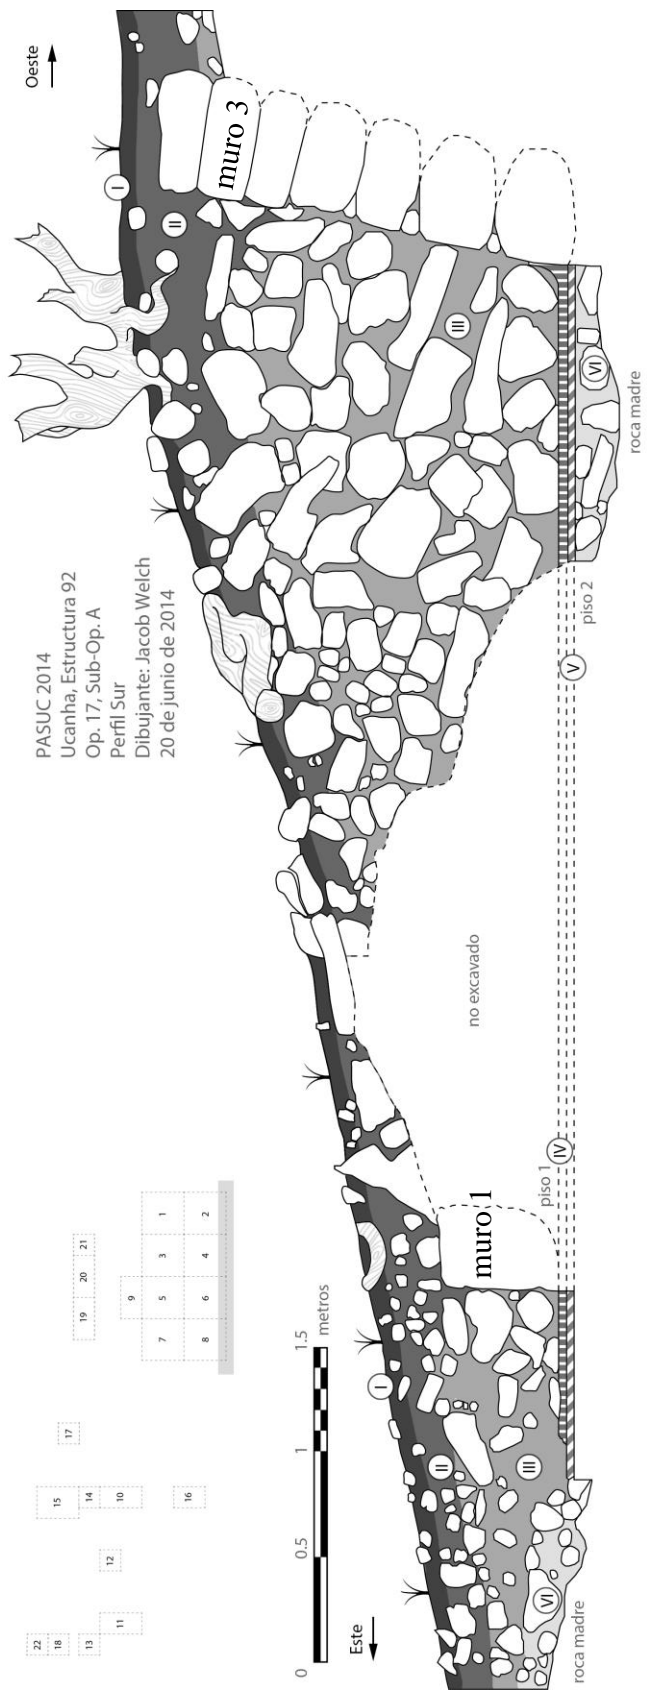 PASUC 2014
Ucanha, Estructura 92
Op. 17, Sub-Op. A
Perfil Sur
Dibujante: Jacob Welch
20 de junio de 2014
Este
Oeste
22
18
13
11
12
15
14
10
16
17
19
20
21
9
7
5
3
1
8
6
4
2
0
0.5
1
1.5
metros
I
II
III
VI
roca madre
muro 1
piso 1
IV
no excavado
V
piso 2
I
II
III
muro 3
VI
roca madre